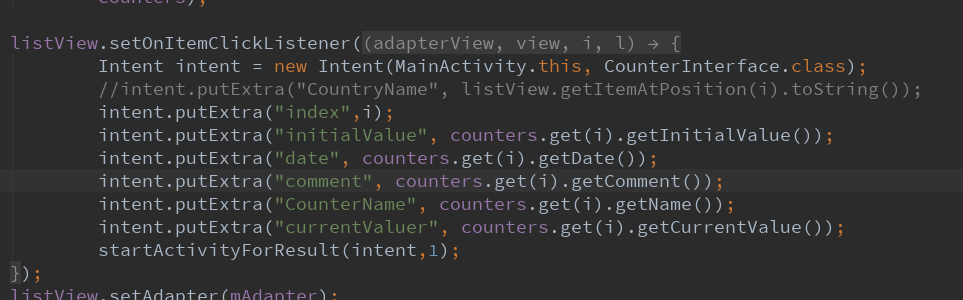 counters);
listView.setOnItemClickListener((adapterView, view, i, l) → {
Intent intent = new Intent(MainActivity.this, CounterInterface.class);
//intent.putExtra("CountryName", listView.getItemAtPosition(i).toString());
intent.putExtra("index",i);
intent.putExtra("initialValue", counters.get(i).getInitialValue());
intent.putExtra("date", counters.get(i).getDate());
intent.putExtra("comment", counters.get(i).getComment());
intent.putExtra("CounterName", counters.get(i).getName());
intent.putExtra("currentValuer", counters.get(i).getCurrentValue());
startActivityForResult(intent,1);
});
listView.setAdapter(mAdapter);